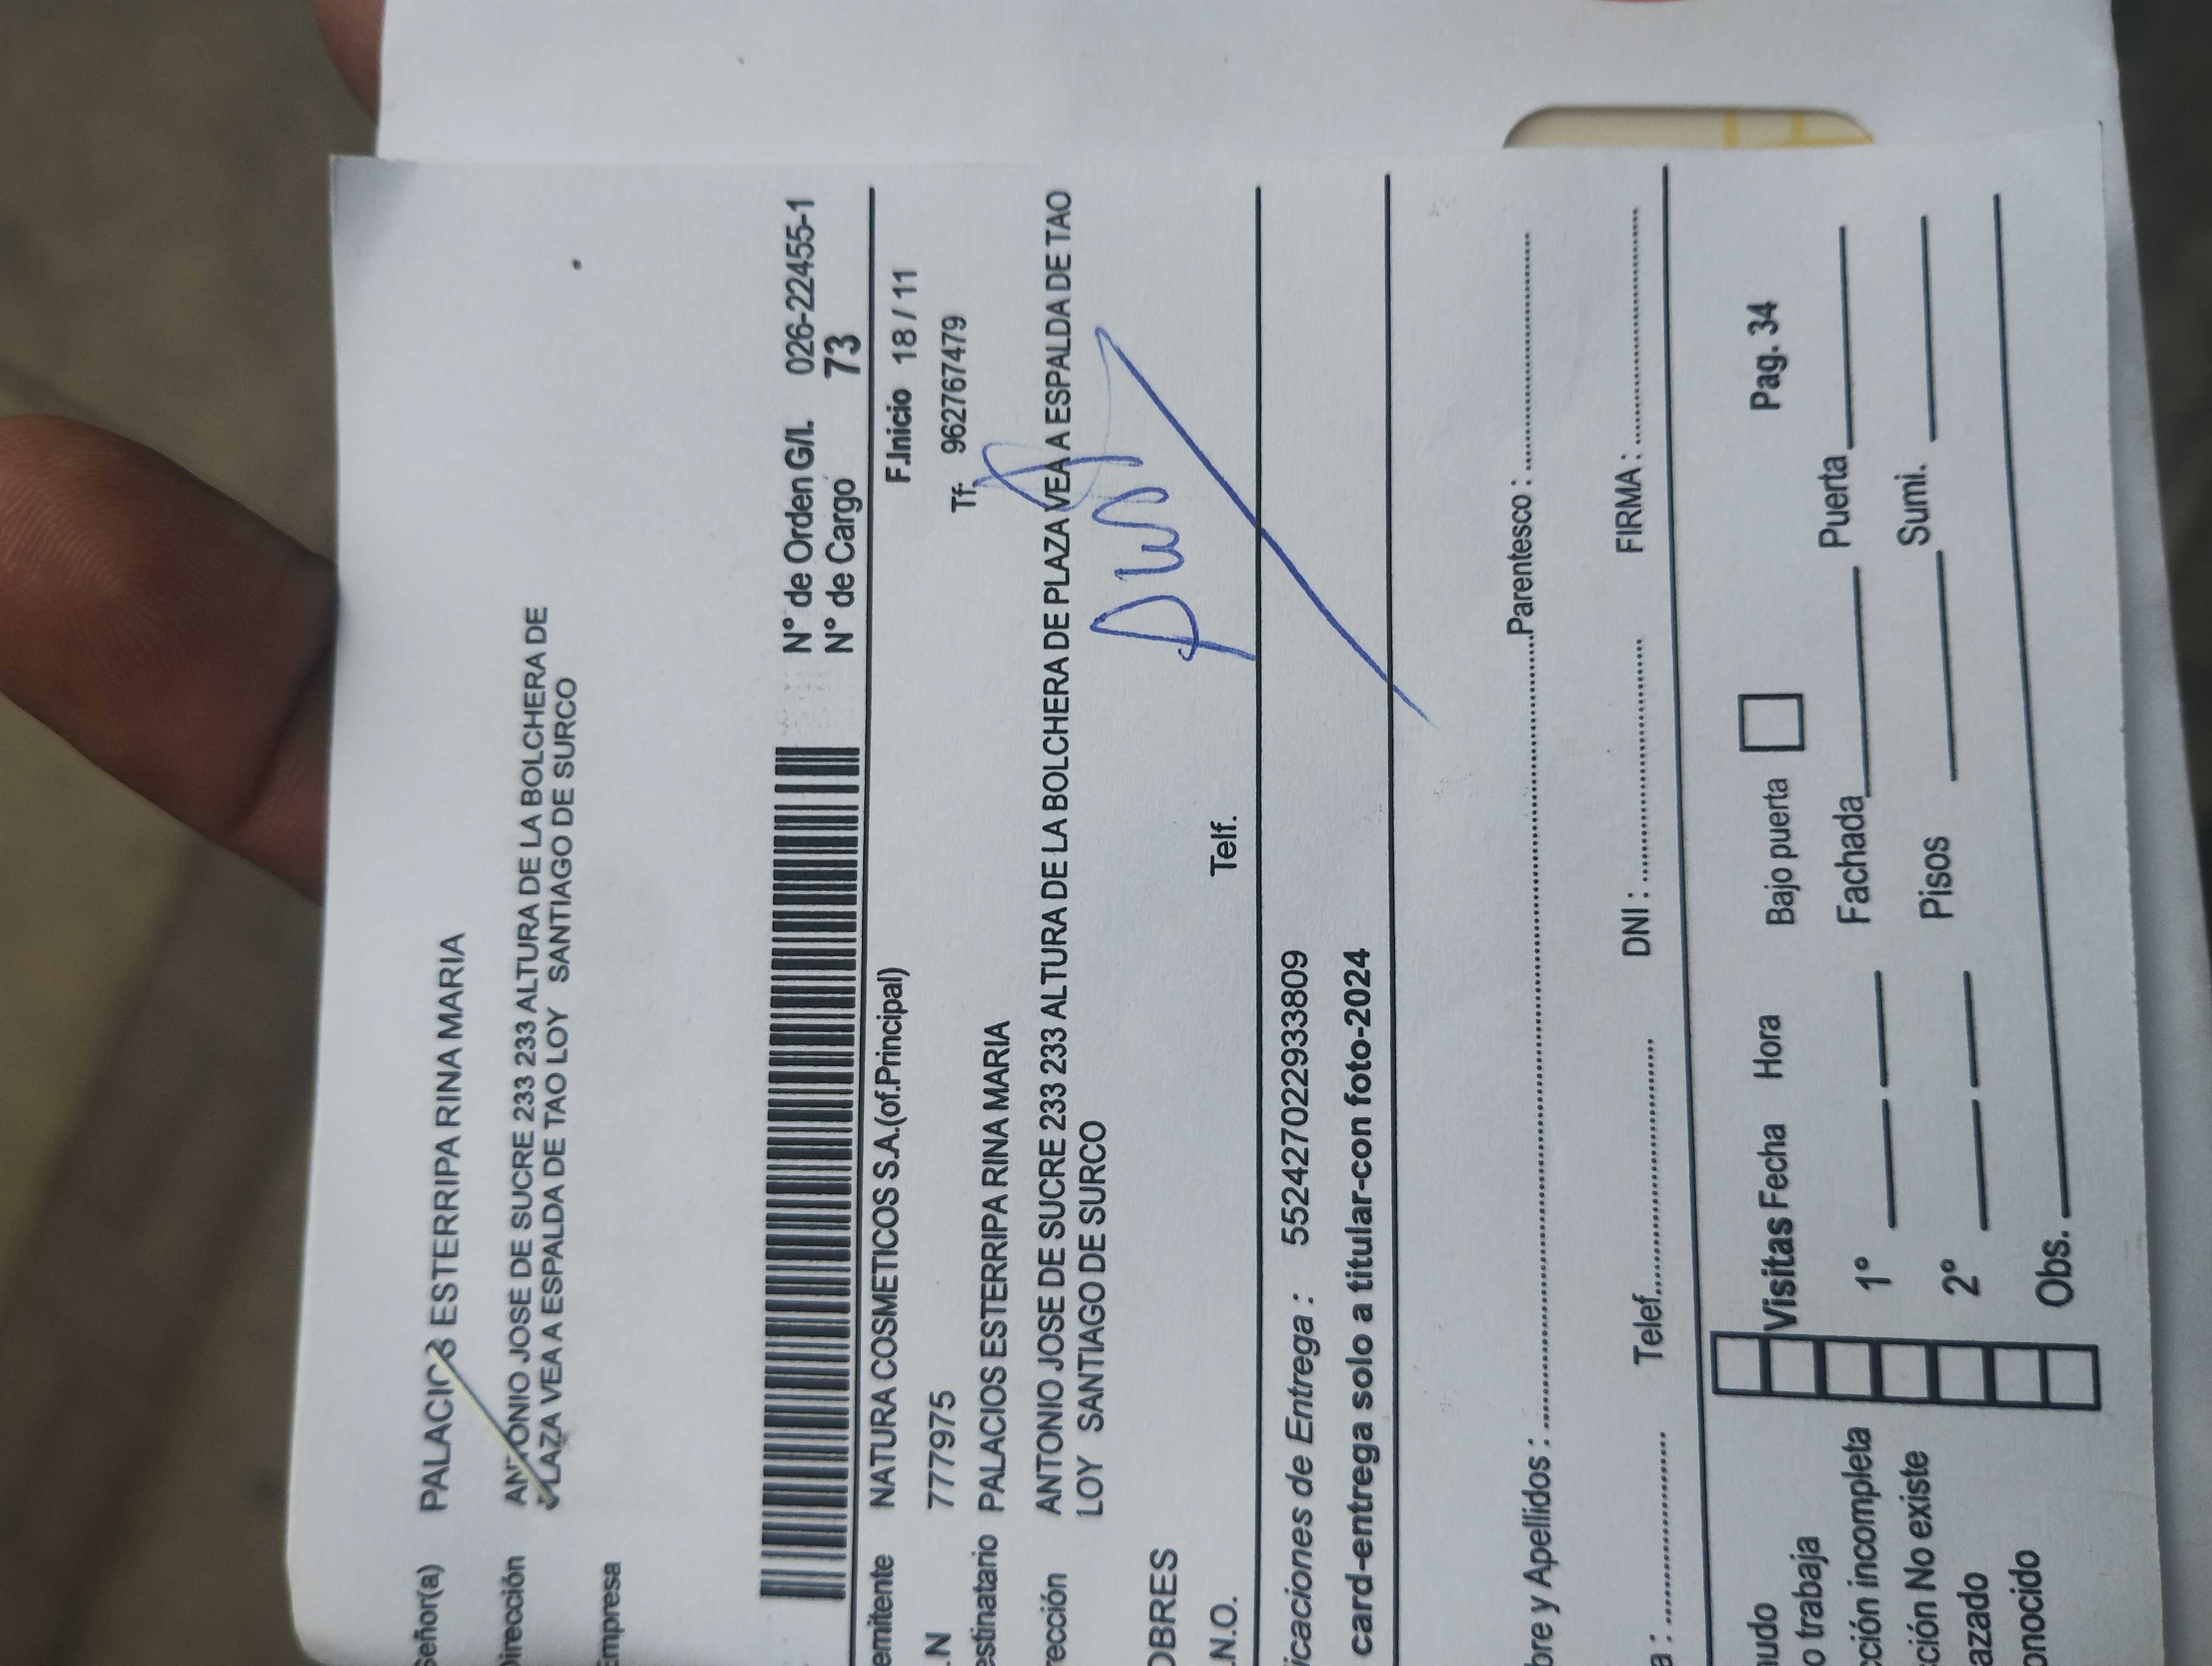 Señor(a) PALACIOS ESTERRIPA RINA MARIA
Dirección ANTONIO JOSE DE SUCRE 233 233 ALTURA DE LA BOLCHERA DE
PLAZA VEA A ESPALDA DE TAO LOY SANTIAGO DE SURCO
Empresa
N° de Orden G/L 026-22455-1
N° de Cargo 73
emitente NATURA COSMETICOS S.A.(of.Principal) F.Inicio 18 / 11
.N 777975 Tf. 962767479
estinatario PALACIOS ESTERRIPA RINA MARIA
rección ANTONIO JOSE DE SUCRE 233 233 ALTURA DE LA BOLCHERA DE PLAZA VEA A ESPALDA DE TAO
LOY SANTIAGO DE SURCO
OBRES
.N.O. Telf.
icaciones de Entrega : 552427022933809
card-entrega solo a titular-con foto-2024
bre y Apellidos : Parentesco :
a : Telef. DNI : FIRMA :
nudo Visitas Fecha Hora Bajo puerta Pag. 34
o trabaja
cción incompleta 1° Fachada Puerta
ción No existe
azado 2° Pisos Sumi.
onocido Obs.